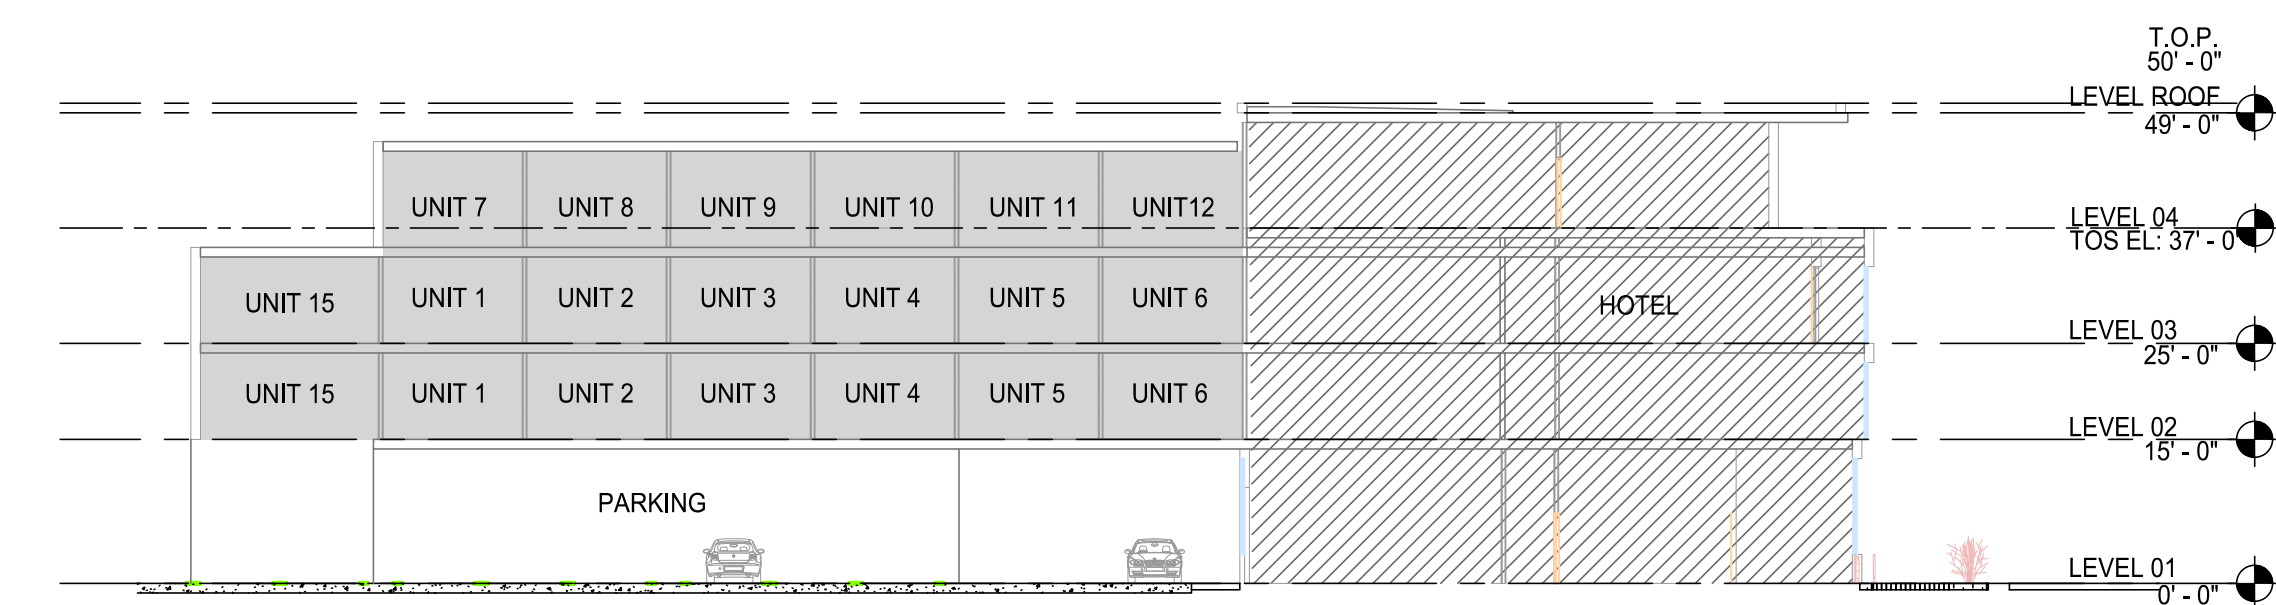 T.O.P.
50' - 0"
LEVEL ROOF
49' - 0"
UNIT 7 UNIT 8 UNIT 9 UNIT 10 UNIT 11 UNIT12
LEVEL 04
TOS EL: 37' - 0"
UNIT 15 UNIT 1 UNIT 2 UNIT 3 UNIT 4 UNIT 5 UNIT 6 HOTEL
LEVEL 03
25' - 0"
UNIT 15 UNIT 1 UNIT 2 UNIT 3 UNIT 4 UNIT 5 UNIT 6
LEVEL 02
15' - 0"
PARKING
LEVEL 01
0' - 0"